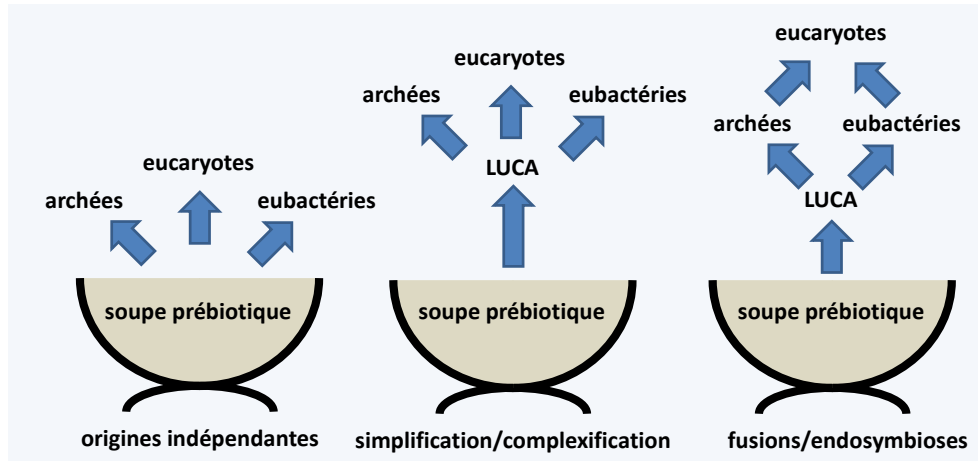 eucaryotes
archées
eubactéries
soupe prébiotique
origines indépendantes
eucaryotes
archées
eubactéries
LUCA
soupe prébiotique
simplification/complexification
eucaryotes
archées
eubactéries
LUCA
soupe prébiotique
fusions/endosymbioses